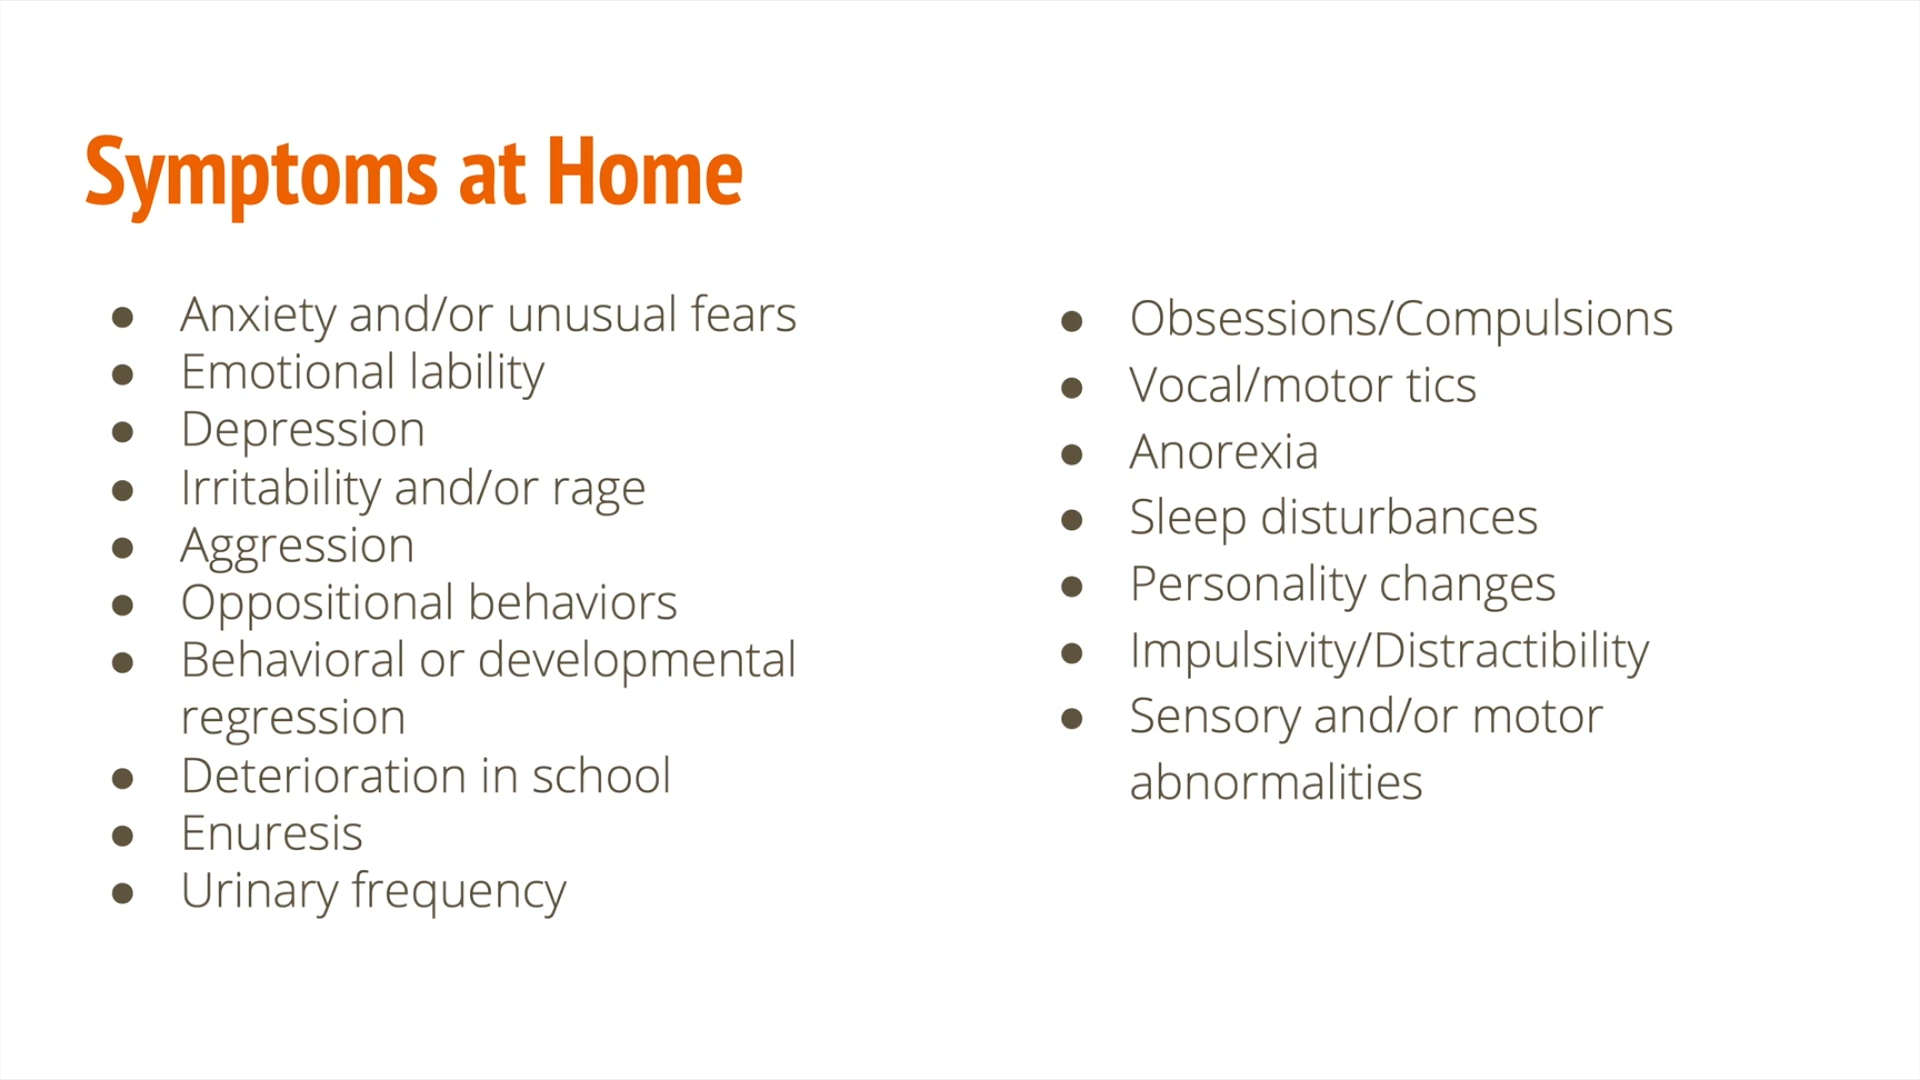 Symptoms at Home
● Anxiety and/or unusual fears
● Emotional lability
● Depression
● Irritability and/or rage
● Aggression
● Oppositional behaviors
● Behavioral or developmental
regression
● Deterioration in school
● Enuresis
● Urinary frequency
● Obsessions/Compulsions
● Vocal/motor tics
● Anorexia
● Sleep disturbances
● Personality changes
● Impulsivity/Distractibility
● Sensory and/or motor
abnormalities